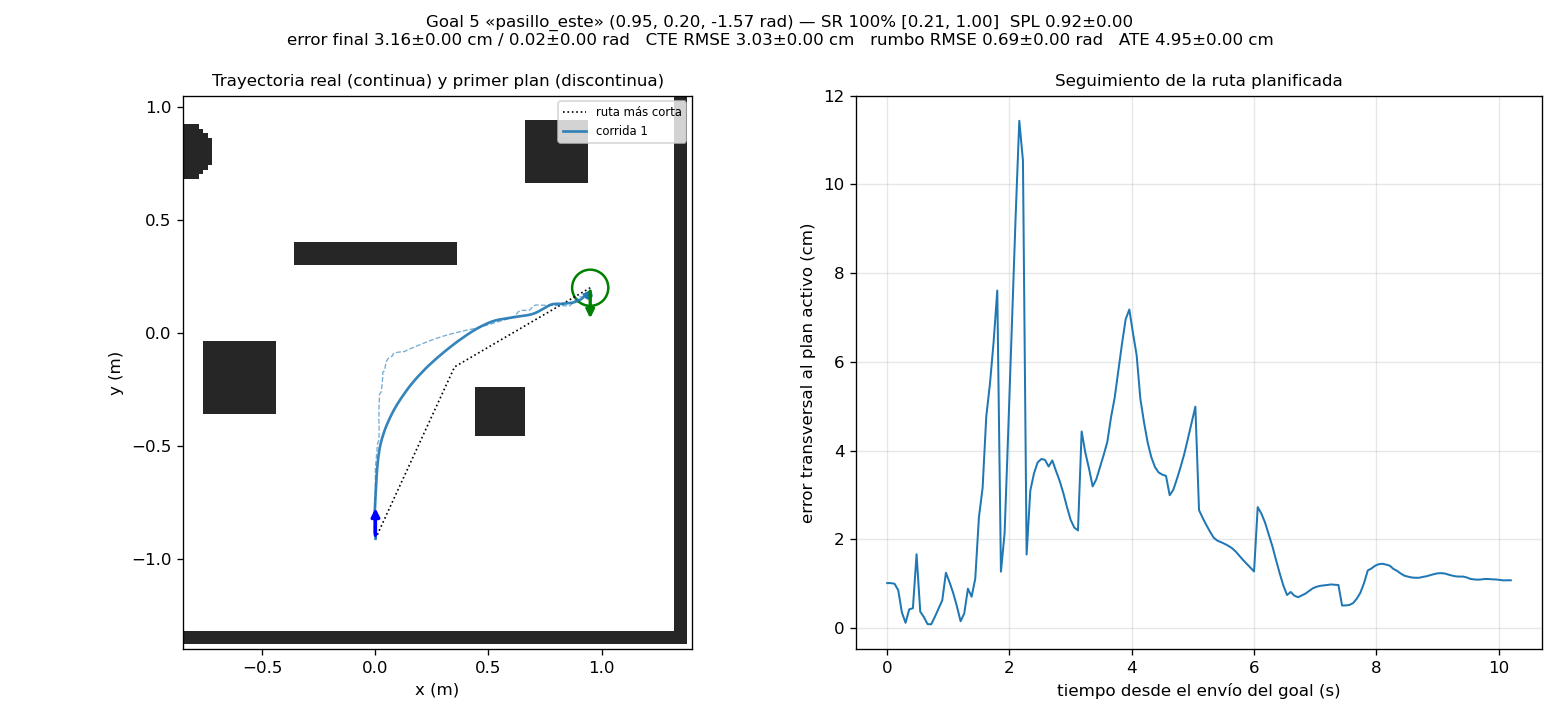 Goal 5 «pasillo_este» (0.95, 0.20, -1.57 rad) — SR 100% [0.21, 1.00]  SPL 0.92±0.00
error final 3.16±0.00 cm / 0.02±0.00 rad   CTE RMSE 3.03±0.00 cm   rumbo RMSE 0.69±0.00 rad   ATE 4.95±0.00 cm
Trayectoria real (continua) y primer plan (discontinua)
ruta más corta
corrida 1
1.0
0.5
0.0
−0.5
−1.0
y (m)
−0.5
0.0
0.5
1.0
x (m)
Seguimiento de la ruta planificada
12
10
8
6
4
2
0
error transversal al plan activo (cm)
0
2
4
6
8
10
tiempo desde el envío del goal (s)